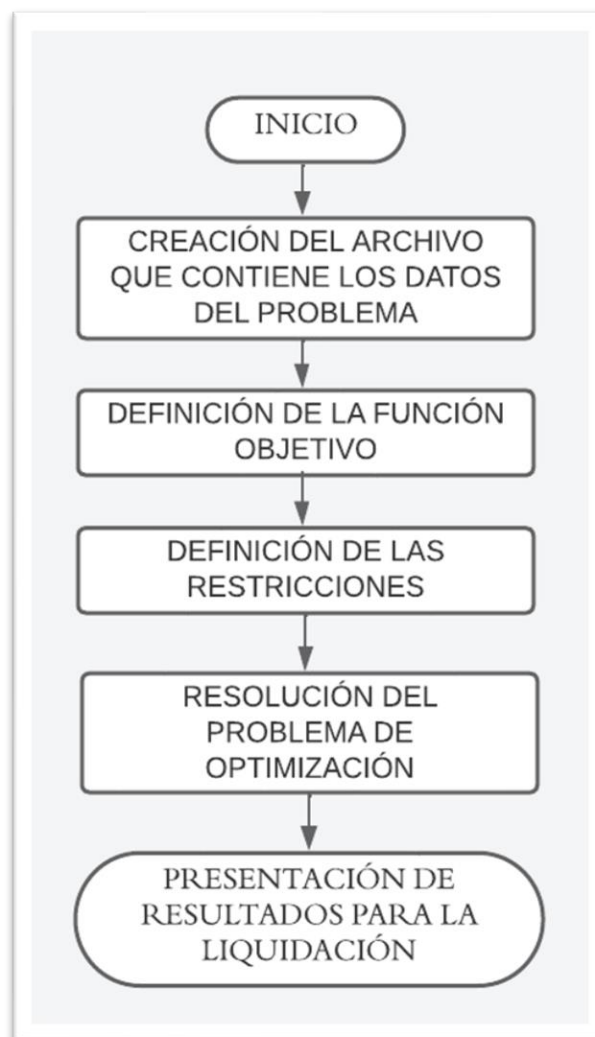 INICIO
CREACIÓN DEL ARCHIVO
QUE CONTIENE LOS DATOS
DEL PROBLEMA
DEFINICIÓN DE LA FUNCIÓN
OBJETIVO
DEFINICIÓN DE LAS
RESTRICCIONES
RESOLUCIÓN DEL
PROBLEMA DE
OPTIMIZACIÓN
PRESENTACIÓN DE
RESULTADOS PARA LA
LIQUIDACIÓN